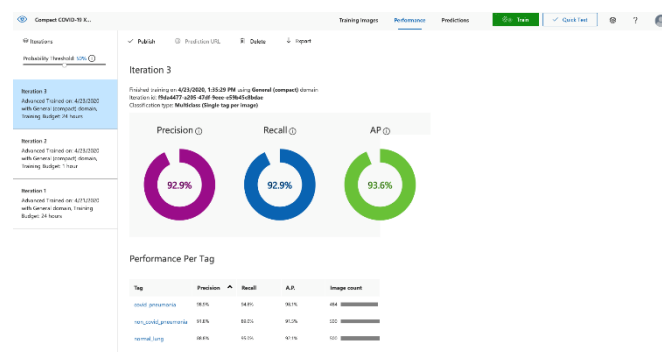 Compact COVID-19 X...
Training Images Performance Predictions Train Quick Test ?
Iterations
Probability Threshold: 50%
Publish Prediction URL Delete Export
Iteration 3
Finished training on 4/23/2020, 1:35:29 PM using General (compact) domain
Iteration id:
Classification type: Multiclass (Single tag per image)
Iteration 3
Advanced Trained on: 4/23/2020
with General (compact) domain,
Training Budget: 24 hours
Iteration 2
Advanced Trained on: 4/23/2020
with General (compact) domain,
Training Budget: 1 hour
Iteration 1
Advanced Trained on: 4/21/2020
with General domain, Training
Budget: 24 hours
Precision Recall AP
92.9% 92.9% 93.6%
Performance Per Tag
Tag Precision Recall A.P. Image count
covid_pneumonia
non_covid_pneumonia
normal_lung